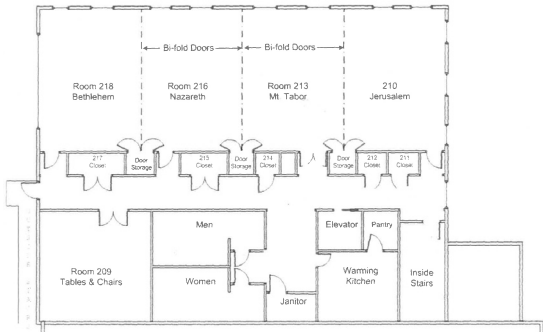 Bi-fold Doors
Bi-fold Doors
Room 218
Bethlehem
Room 216
Nazareth
Room 213
Mt. Tabor
210
Jerusalem
217
Closet
Door
Storage
215
Closet
Door
Storage
214
Closet
Door
Storage
212
Closet
211
Closet
Men
Elevator
Pantry
Room 209
Tables & Chairs
Women
Janitor
Warming
Kitchen
Inside
Stairs